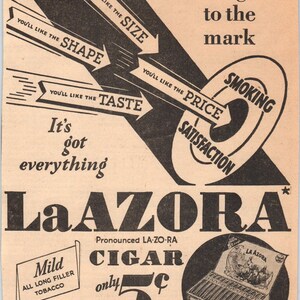 to the
mark
YOU'LL LIKE THE SIZE
YOU'LL LIKE THE SHAPE
YOU'LL LIKE THE PRICE
YOU'LL LIKE THE TASTE
SMOKING
SATISFACTION
It's
got
everything
LaAZORA*
Pronounced LA-ZO-RA
CIGAR
only 5¢
Mild
ALL LONG FILLER
TOBACCO
LA AZORA